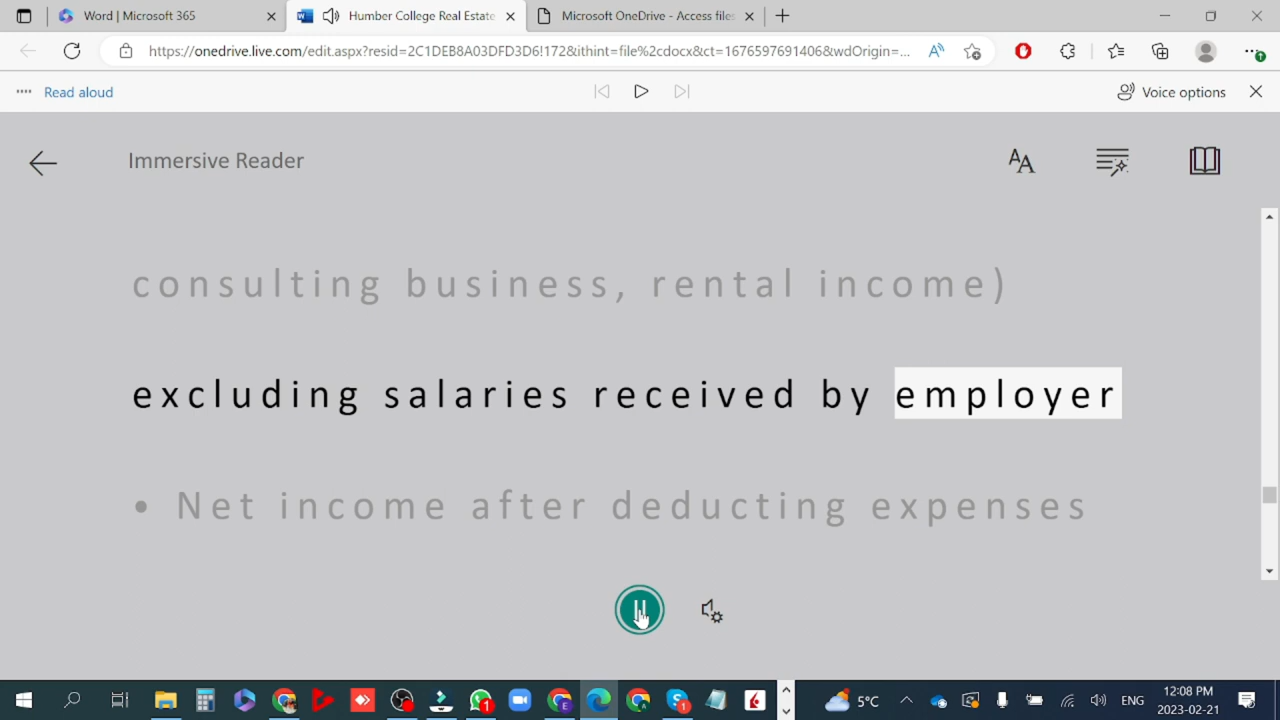 Word | Microsoft 365
Humber College Real Estate
Microsoft OneDrive - Access files
https://onedrive.live.com/edit.aspx?resid=2C1DEB8A03DFD3D6!172&ithint=file%2cdocx&ct=1676597691406&wdOrigin=...
Read aloud
Voice options
Immersive Reader
consulting business, rental income)
excluding salaries received by employer
• Net income after deducting expenses
5°C
ENG
12:08 PM
2023-02-21